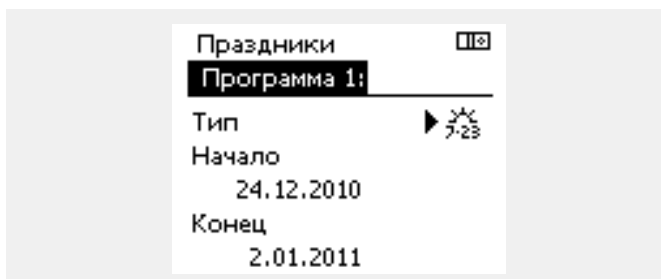 Праздники
Программа 1:
Тип
7-23
Начало
24.12.2010
Конец
2.01.2011